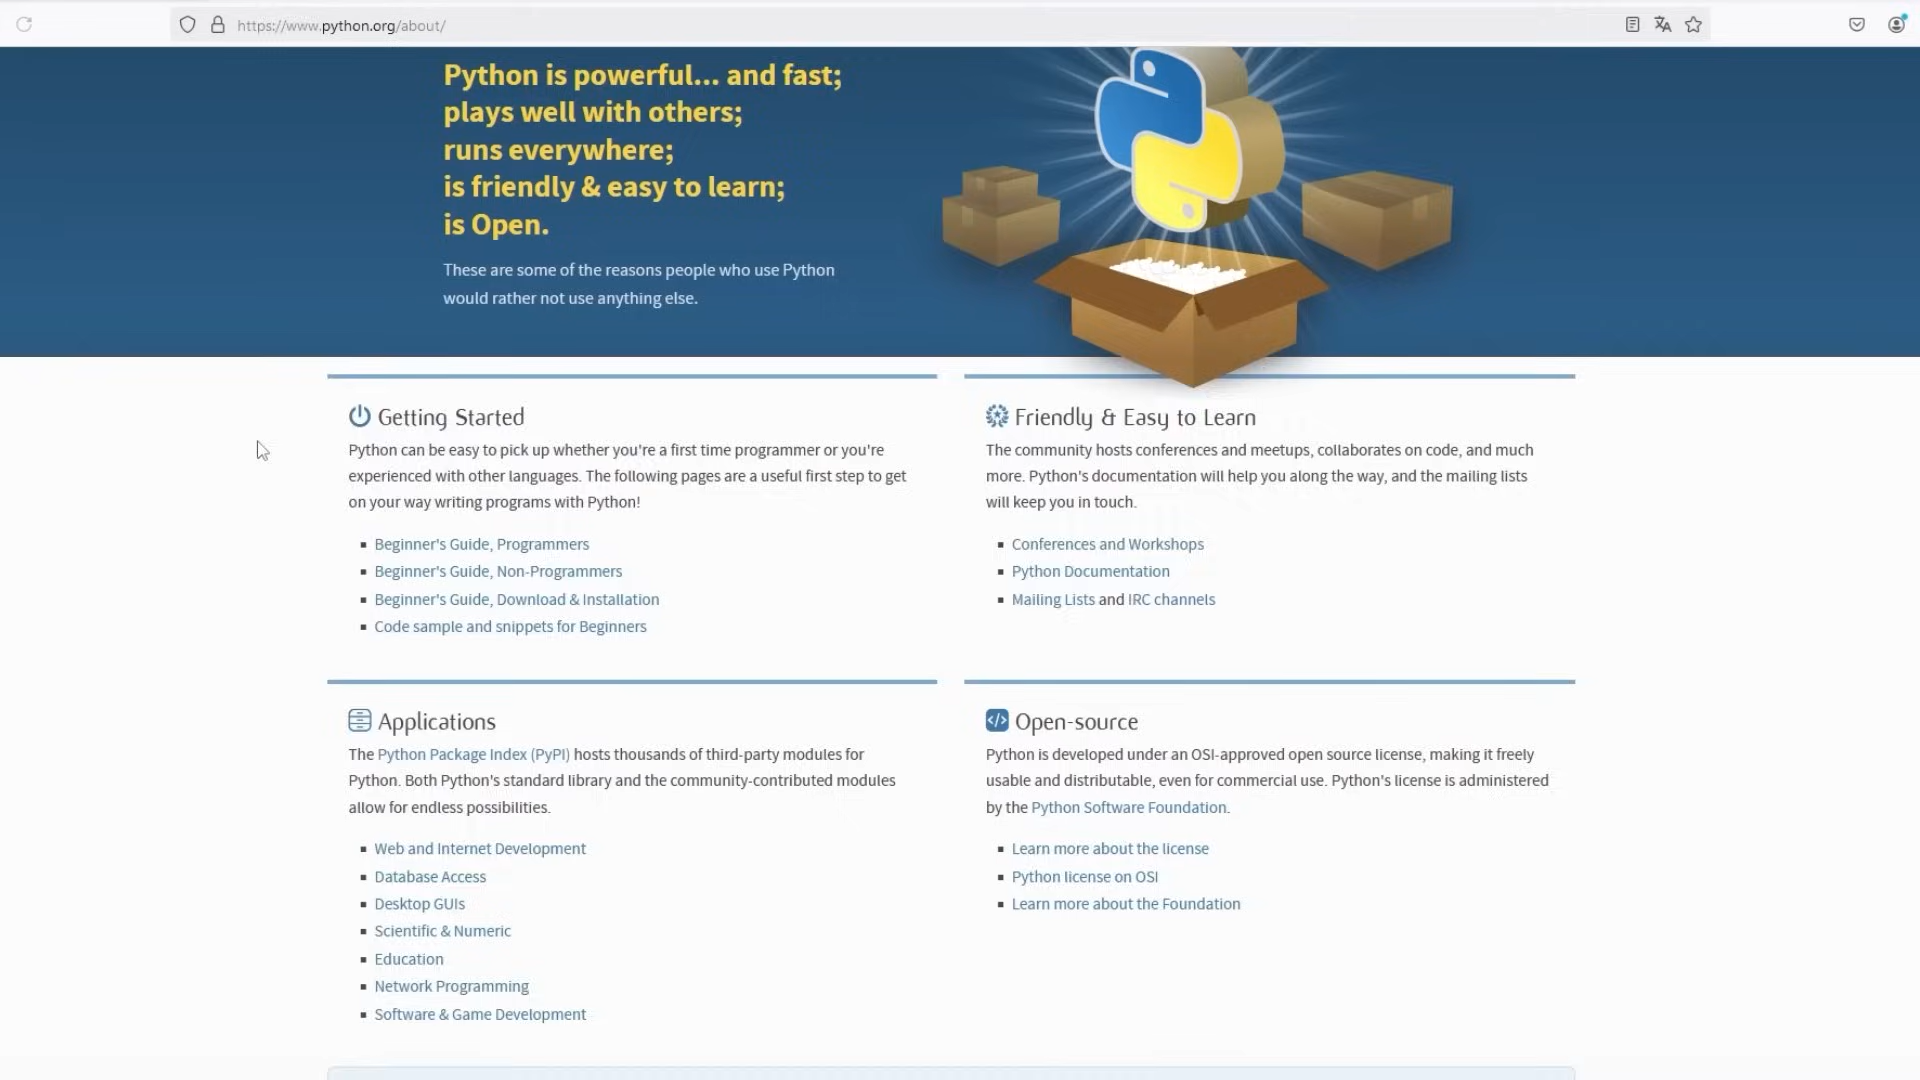 https://www.python.org/about/
Python is powerful... and fast;
plays well with others;
runs everywhere;
is friendly & easy to learn;
is Open.
These are some of the reasons people who use Python
would rather not use anything else.
Getting Started
Python can be easy to pick up whether you're a first time programmer or you're
experienced with other languages. The following pages are a useful first step to get
on your way writing programs with Python!
Beginner's Guide, Programmers
Beginner's Guide, Non-Programmers
Beginner's Guide, Download & Installation
Code sample and snippets for Beginners
Friendly & Easy to Learn
The community hosts conferences and meetups, collaborates on code, and much
more. Python's documentation will help you along the way, and the mailing lists
will keep you in touch.
Conferences and Workshops
Python Documentation
Mailing Lists and IRC channels
Applications
The Python Package Index (PyPI) hosts thousands of third-party modules for
Python. Both Python's standard library and the community-contributed modules
allow for endless possibilities.
Web and Internet Development
Database Access
Desktop GUIs
Scientific & Numeric
Education
Network Programming
Software & Game Development
Open-source
Python is developed under an OSI-approved open source license, making it freely
usable and distributable, even for commercial use. Python's license is administered
by the Python Software Foundation.
Learn more about the license
Python license on OSI
Learn more about the Foundation